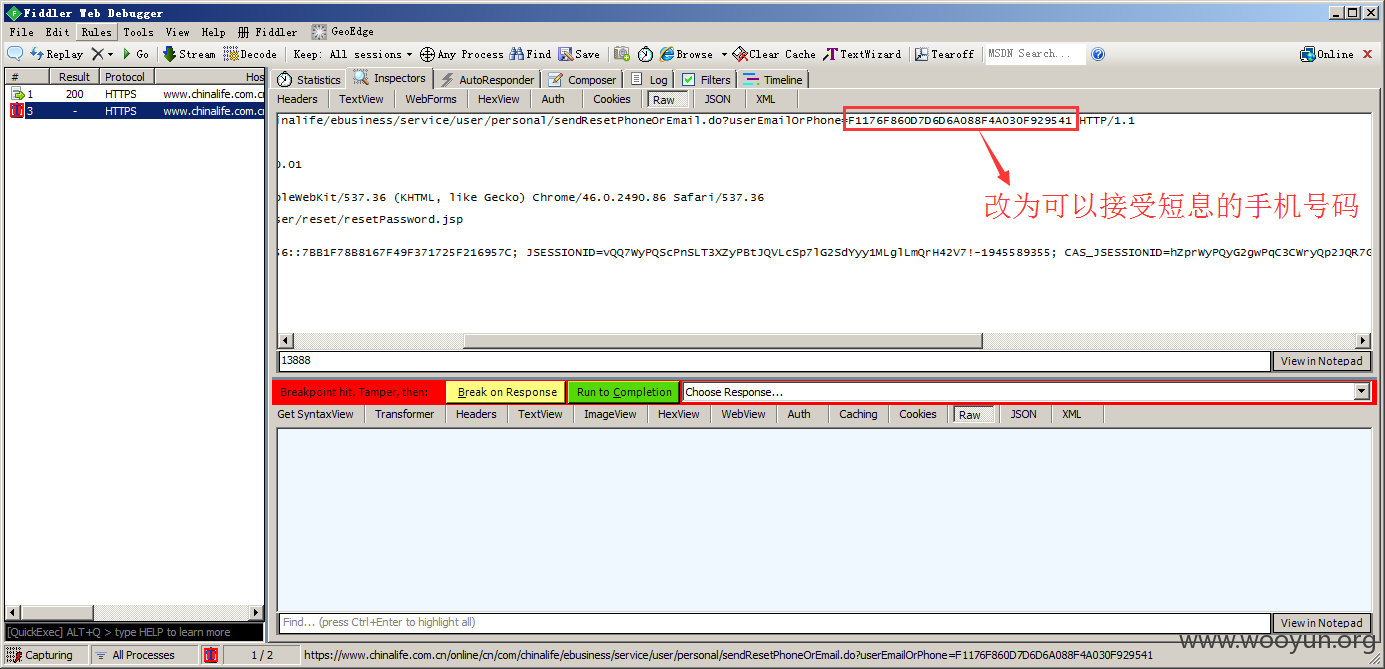 Fiddler Web Debugger
File Edit Rules Tools View Help Fiddler GeoEdge
Replay Go Stream Decode Keep: All sessions Any Process Find Save Browse Clear Cache TextWizard Tearoff MSDN Search... Online
# Result Protocol Hos
1 200 HTTPS www.chinalife.com.cn
3 - HTTPS www.chinalife.com.cn
Statistics Inspectors AutoResponder Composer Log Filters Timeline
Headers TextView WebForms HexView Auth Cookies Raw JSON XML
inalife/ebusiness/service/user/personal/sendResetPhoneOrEmail.do?userEmailOrPhone=F1176F860D7D6D6A088F4A030F929541 HTTP/1.1
0.01
pleWebKit/537.36 (KHTML, like Gecko) Chrome/46.0.2490.86 Safari/537.36
ser/reset/resetPassword.jsp
56::7BB1F78B8167F49F371725F216957C; JSESSIONID=vQQ7WyPQScPnSLT3XZyPBtJQVLcSp7lG2SdYyy1MLglLmQrH42V7!-1945589355; CAS_JSESSIONID=hZprWyPQyG2gwPqC3CWryQp2JQR7G
改为可以接受短息的手机号码
13888 View in Notepad
Breakpoint hit. Tamper, then: Break on Response Run to Completion Choose Response...
Get SyntaxView Transformer Headers TextView ImageView HexView WebView Auth Caching Cookies Raw JSON XML
Find... (press Ctrl+Enter to highlight all) View in Notepad
[QuickExec] ALT+Q > type HELP to learn more
www.wooyun.org
Capturing All Processes 1 / 2 https://www.chinalife.com.cn/online/cn/com/chinalife/ebusiness/service/user/personal/sendResetPhoneOrEmail.do?userEmailOrPhone=F1176F860D7D6D6A088F4A030F929541